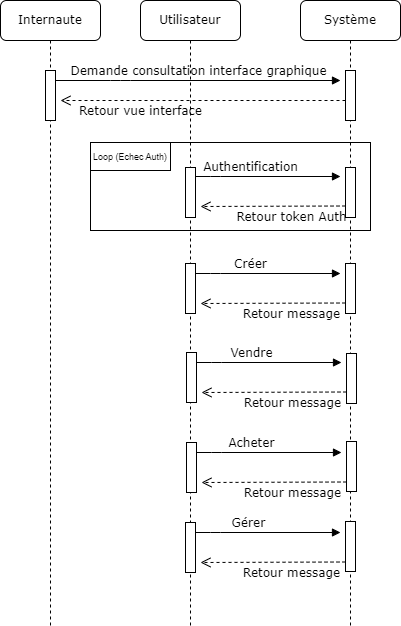 Internaute
Utilisateur
Système
Demande consultation interface graphique
Retour vue interface
Loop (Echec Auth)
Authentification
Retour token Auth
Créer
Retour message
Vendre
Retour message
Acheter
Retour message
Gérer
Retour message